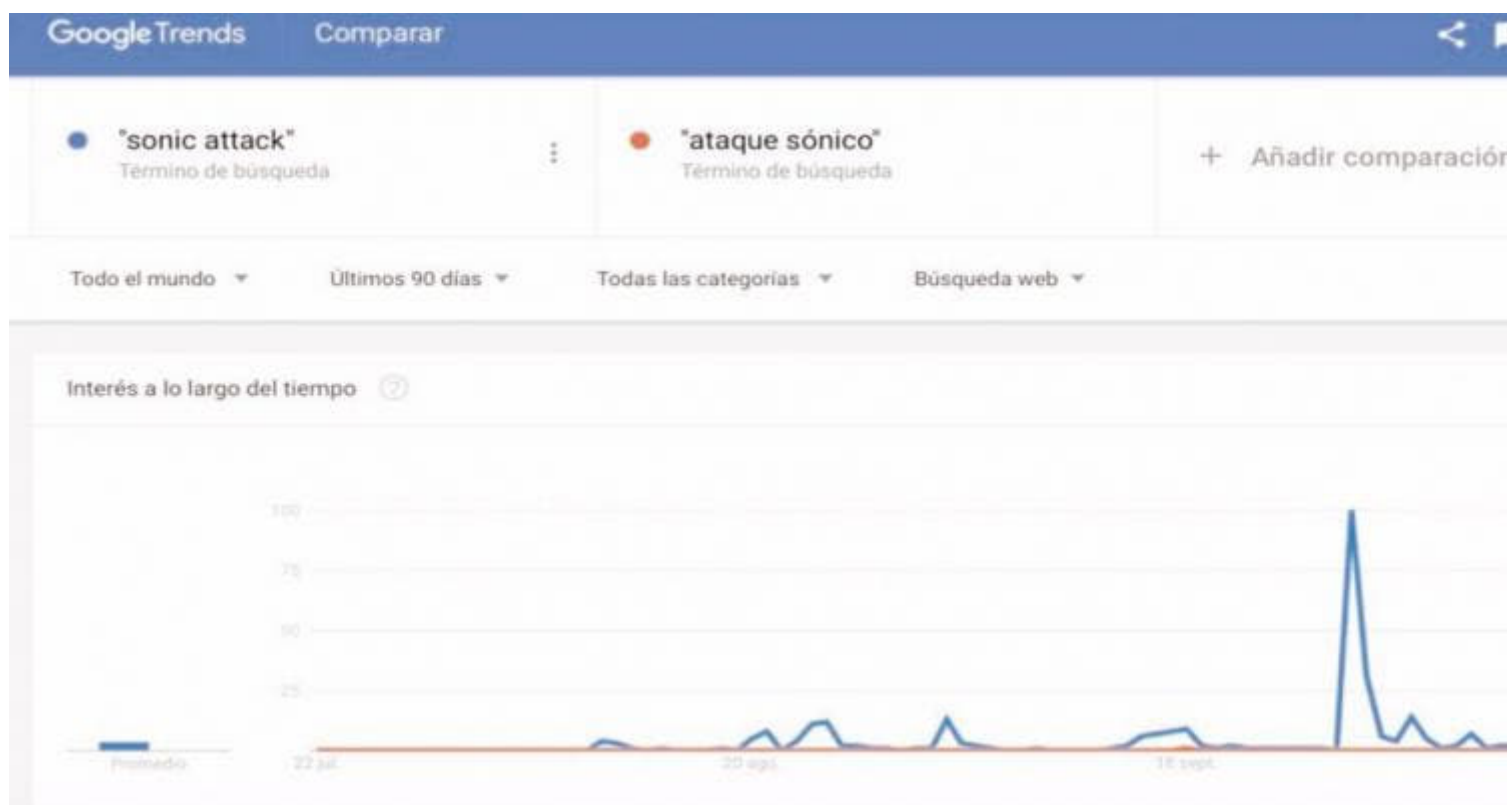 Google Trends Comparar
"sonic attack"
Término de búsqueda
"ataque sónico"
Término de búsqueda
+ Añadir comparación
Todo el mundo
Últimos 90 días
Todas las categorías
Búsqueda web
Interés a lo largo del tiempo ?
100
75
50
25
Promedio
22 jul.
20 ago.
18 sept.